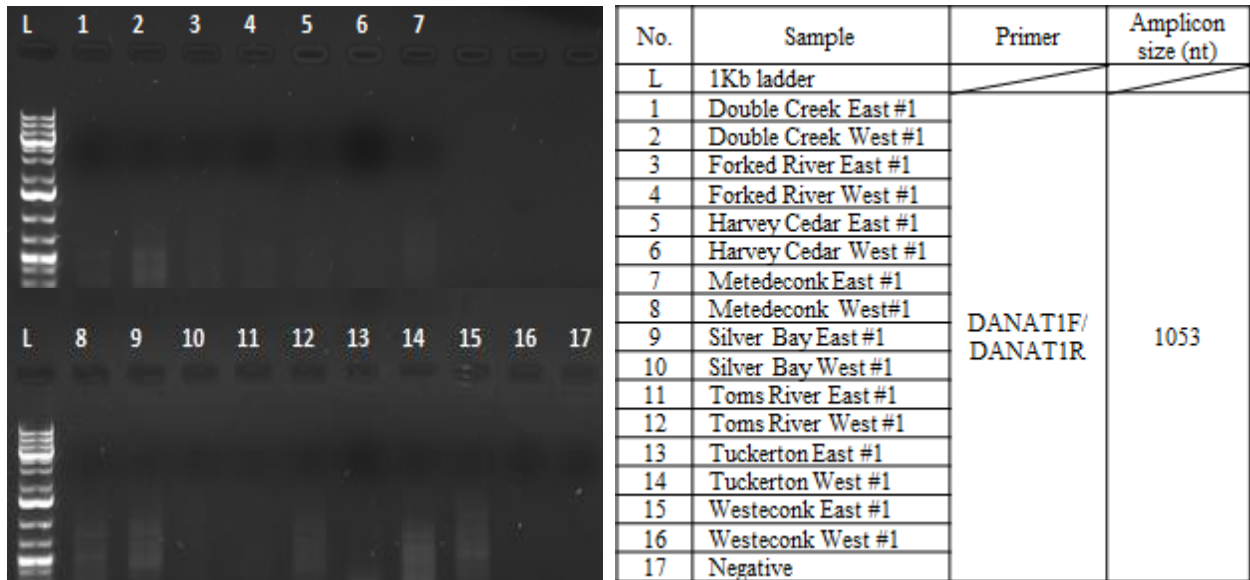 L 1 2 3 4 5 6 7
L 8 9 10 11 12 13 14 15 16 17
No. Sample Primer Amplicon size (nt)
L 1Kb ladder
1 Double Creek East #1
2 Double Creek West #1
3 Forked River East #1
4 Forked River West #1
5 Harvey Cedar East #1
6 Harvey Cedar West #1
7 Metedeconk East #1
8 Metedeconk West#1
9 Silver Bay East #1
10 Silver Bay West #1
11 Toms River East #1
12 Toms River West #1
13 Tuckerton East #1
14 Tuckerton West #1
15 Westeconk East #1
16 Westeconk West #1
17 Negative
DANAT1F/
DANAT1R
1053